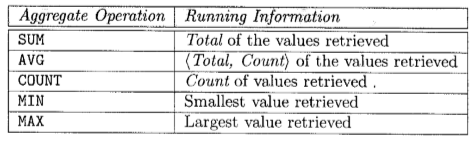 Aggregate Operation Running Information
SUM Total of the values retrieved
AVG ⟨Total, Count⟩ of the values retrieved
COUNT Count of values retrieved .
MIN Smallest value retrieved
MAX Largest value retrieved